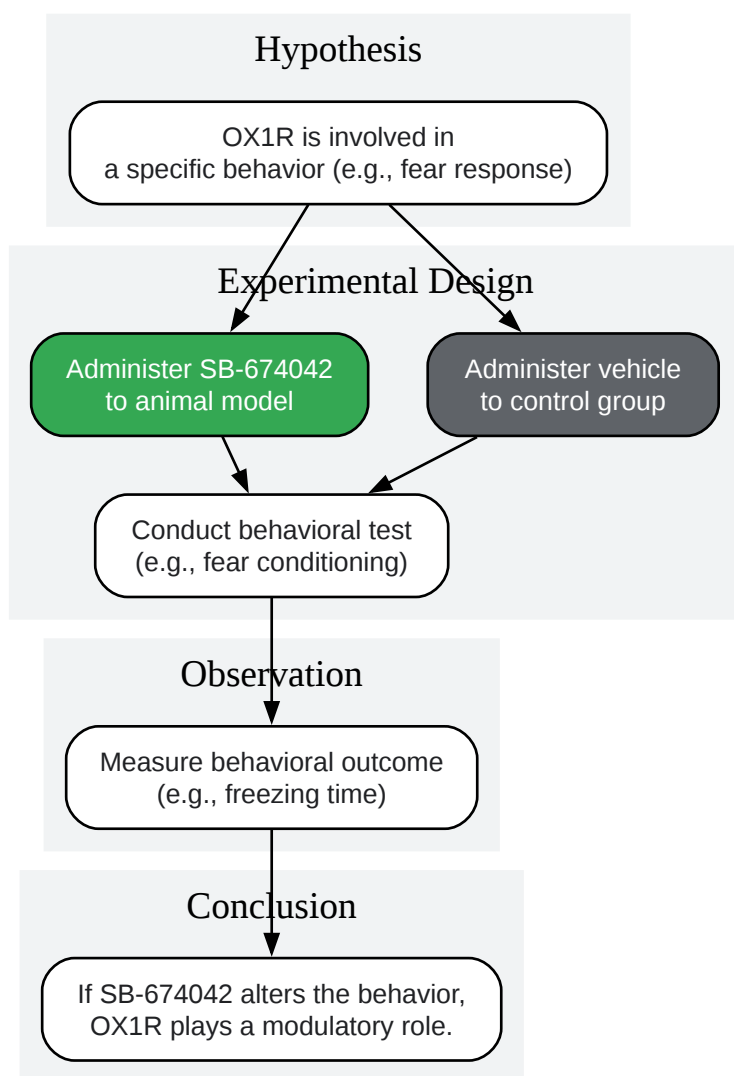 Hypothesis
OX1R is involved in
a specific behavior (e.g., fear response)
Experimental Design
Administer SB-674042
to animal model
Administer vehicle
to control group
Conduct behavioral test
(e.g., fear conditioning)
Observation
Measure behavioral outcome
(e.g., freezing time)
Conclusion
If SB-674042 alters the behavior,
OX1R plays a modulatory role.